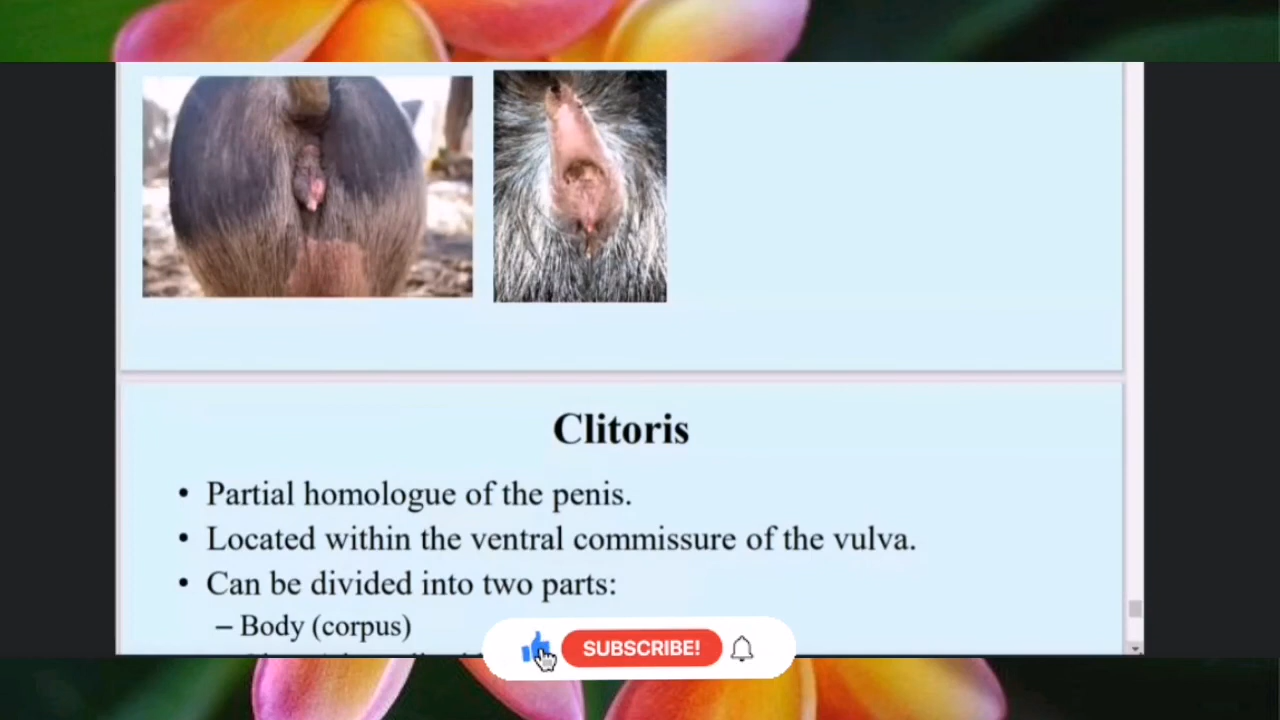 Clitoris
• Partial homologue of the penis.
• Located within the ventral commissure of the vulva.
• Can be divided into two parts:
– Body (corpus)
SUBSCRIBE!